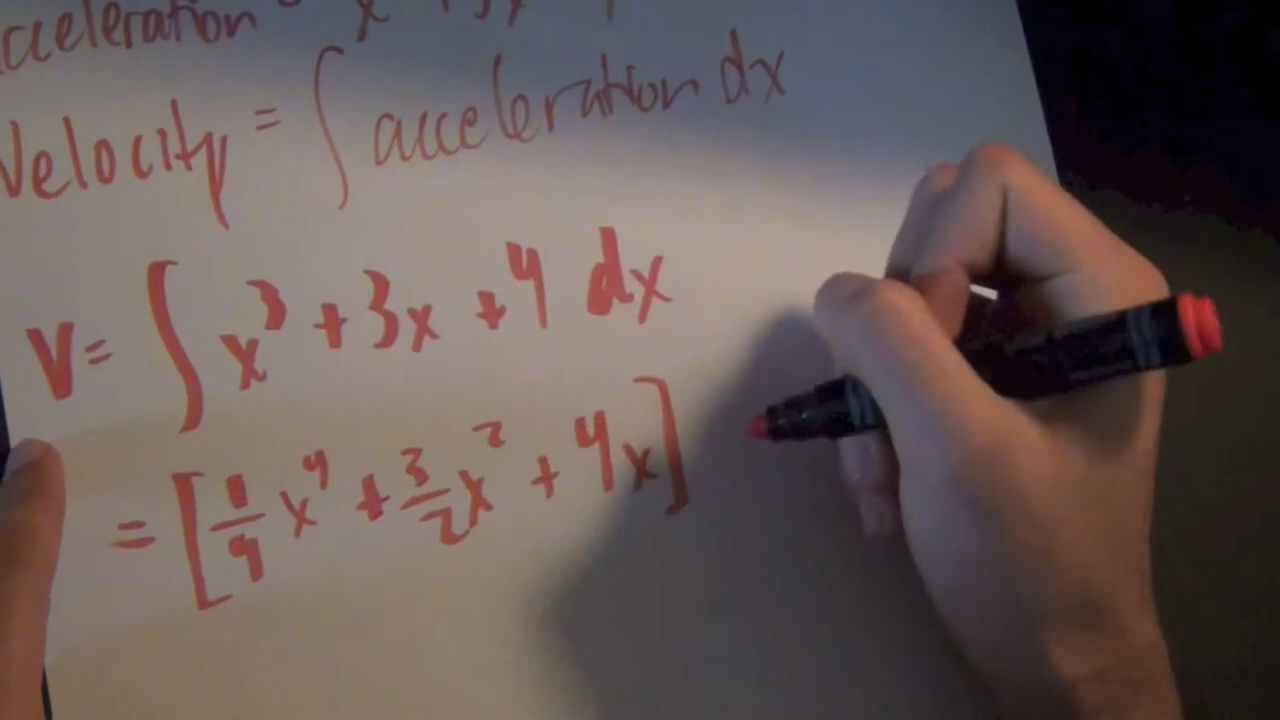 acceleration
Velocity = ∫ acceleration dx
V = ∫ x³ + 3x + 4 dx
= [ 1/4 x⁴ + 3/2 x² + 4x ]